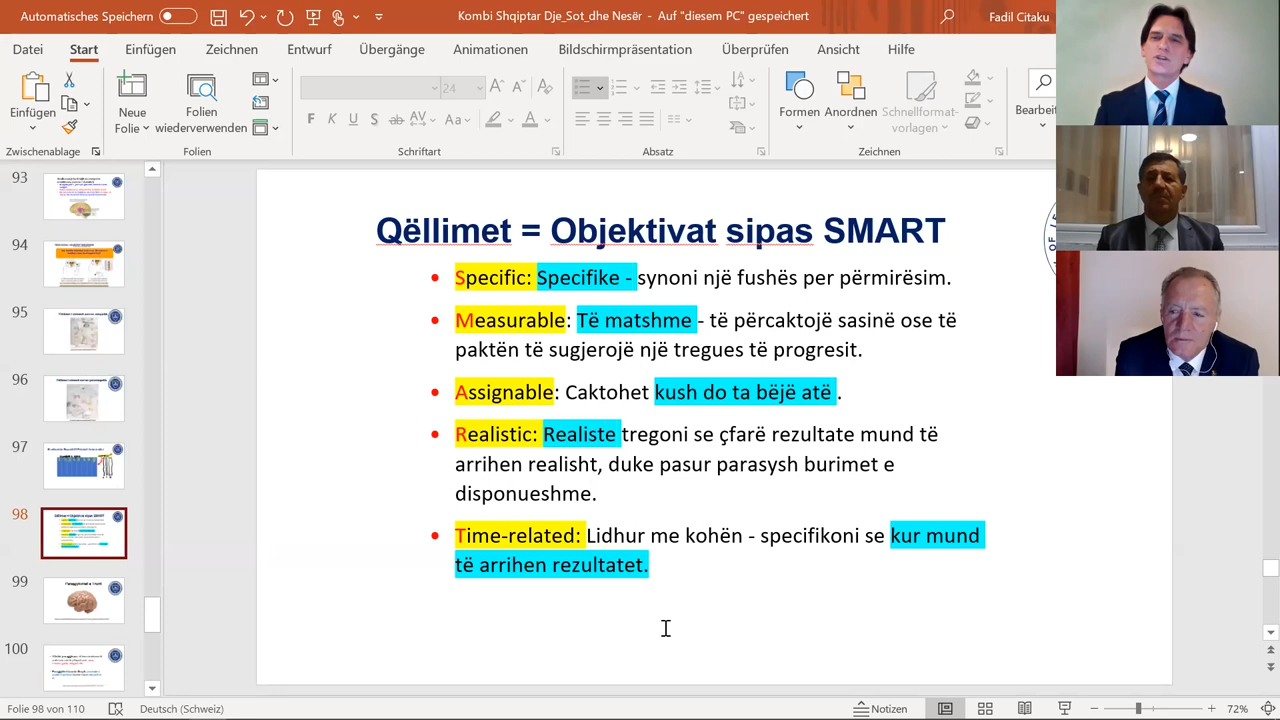 Automatisches Speichern
Kombi Shqiptar Dje_Sot_dhe Nesër - Auf "diesem PC" gespeichert
Fadil Citaku
Datei Start Einfügen Zeichnen Entwurf Übergänge Animationen Bildschirmpräsentation Überprüfen Ansicht Hilfe
Einfügen
Neue
Folie
Folien
wiederverwenden
Formen Anordnen Schnellformat-
vorlagen
Bearbeit
Zwischenablage Folien Schriftart Absatz Zeichnen
93
94
95
96
97
98
99
100
Qëllimet = Objektivat sipas SMART
• Specific: Specifike - synoni një fushës per përmirësim.
• Measurable: Të matshme - të përcaktojë sasinë ose të
paktën të sugjerojë një tregues të progresit.
• Assignable: Caktohet kush do ta bëjë atë .
• Realistic: Realiste tregoni se çfarë rezultate mund të
arrihen realisht, duke pasur parasysh burimet e
disponueshme.
• Time-related: Lidhur me kohën - specifikoni se kur mund
të arrihen rezultatet.
Folie 98 von 110 Deutsch (Schweiz) Notizen 72%